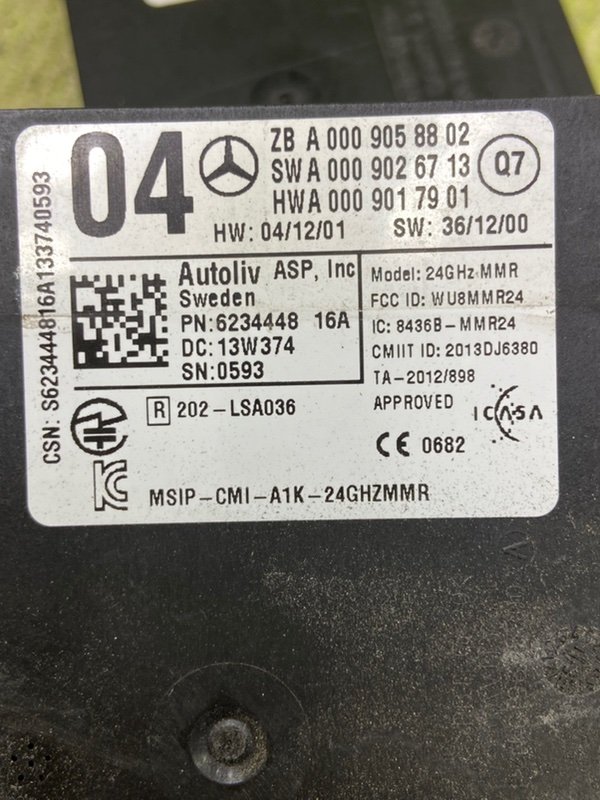 04
ZB A 000 905 88 02
SW A 000 902 67 13
HW A 000 901 79 01
Q7
HW: 04/12/01 SW: 36/12/00
CSN: S623444816A133740593
Autoliv ASP, Inc
Sweden
PN:6234448 16A
DC:13W374
SN:0593
Model: 24GHz MMR
FCC ID: WU8MMR24
IC: 8436B-MMR24
CMIIT ID: 2013DJ6380
TA-2012/898
APPROVED
ICASA
R 202-LSA036
CE 0682
MSIP-CMI-A1K-24GHZMMR